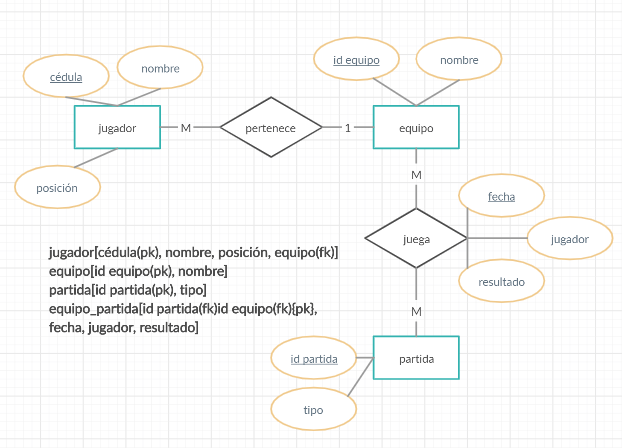 cédula
nombre
id equipo
nombre
jugador
M
pertenece
1
equipo
posición
M
fecha
juega
jugador
resultado
jugador[cédula(pk), nombre, posición, equipo(fk)]
equipo[id equipo(pk), nombre]
partida[id partida(pk), tipo]
equipo_partida[id partida(fk)id equipo(fk){pk},
fecha, jugador, resultado]
M
id partida
partida
tipo